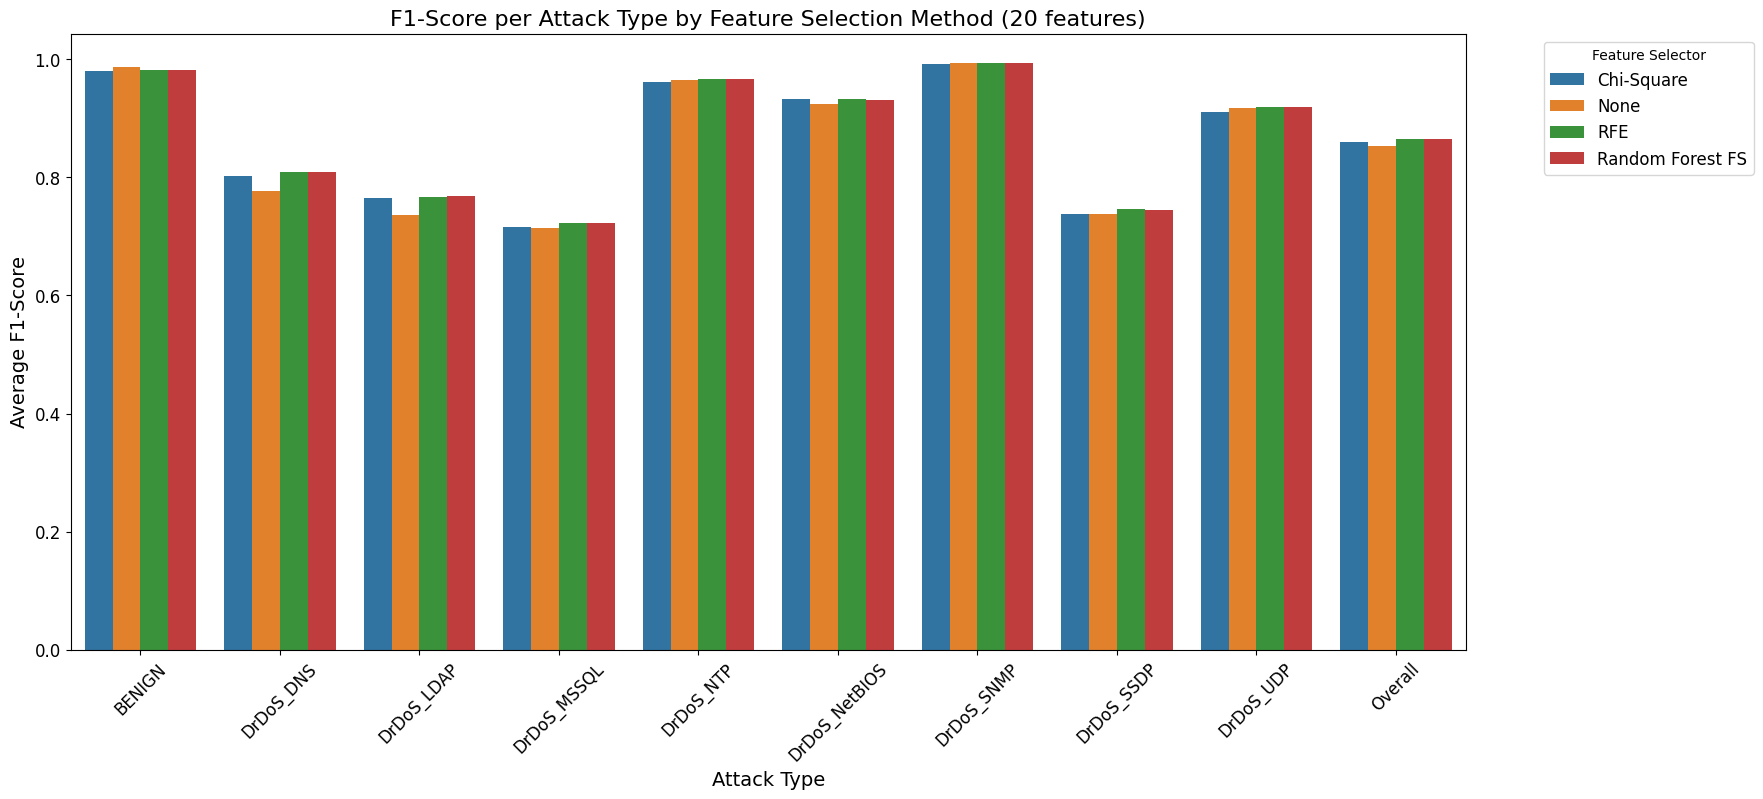 F1-Score per Attack Type by Feature Selection Method (20 features)
Average F1-Score
1.0
0.8
0.6
0.4
0.2
0.0
BENIGN
DrDoS_DNS
DrDoS_LDAP
DrDoS_MSSQL
DrDoS_NTP
DrDoS_NetBIOS
DrDoS_SNMP
DrDoS_SSDP
DrDoS_UDP
Overall
Attack Type
Feature Selector
Chi-Square
None
RFE
Random Forest FS